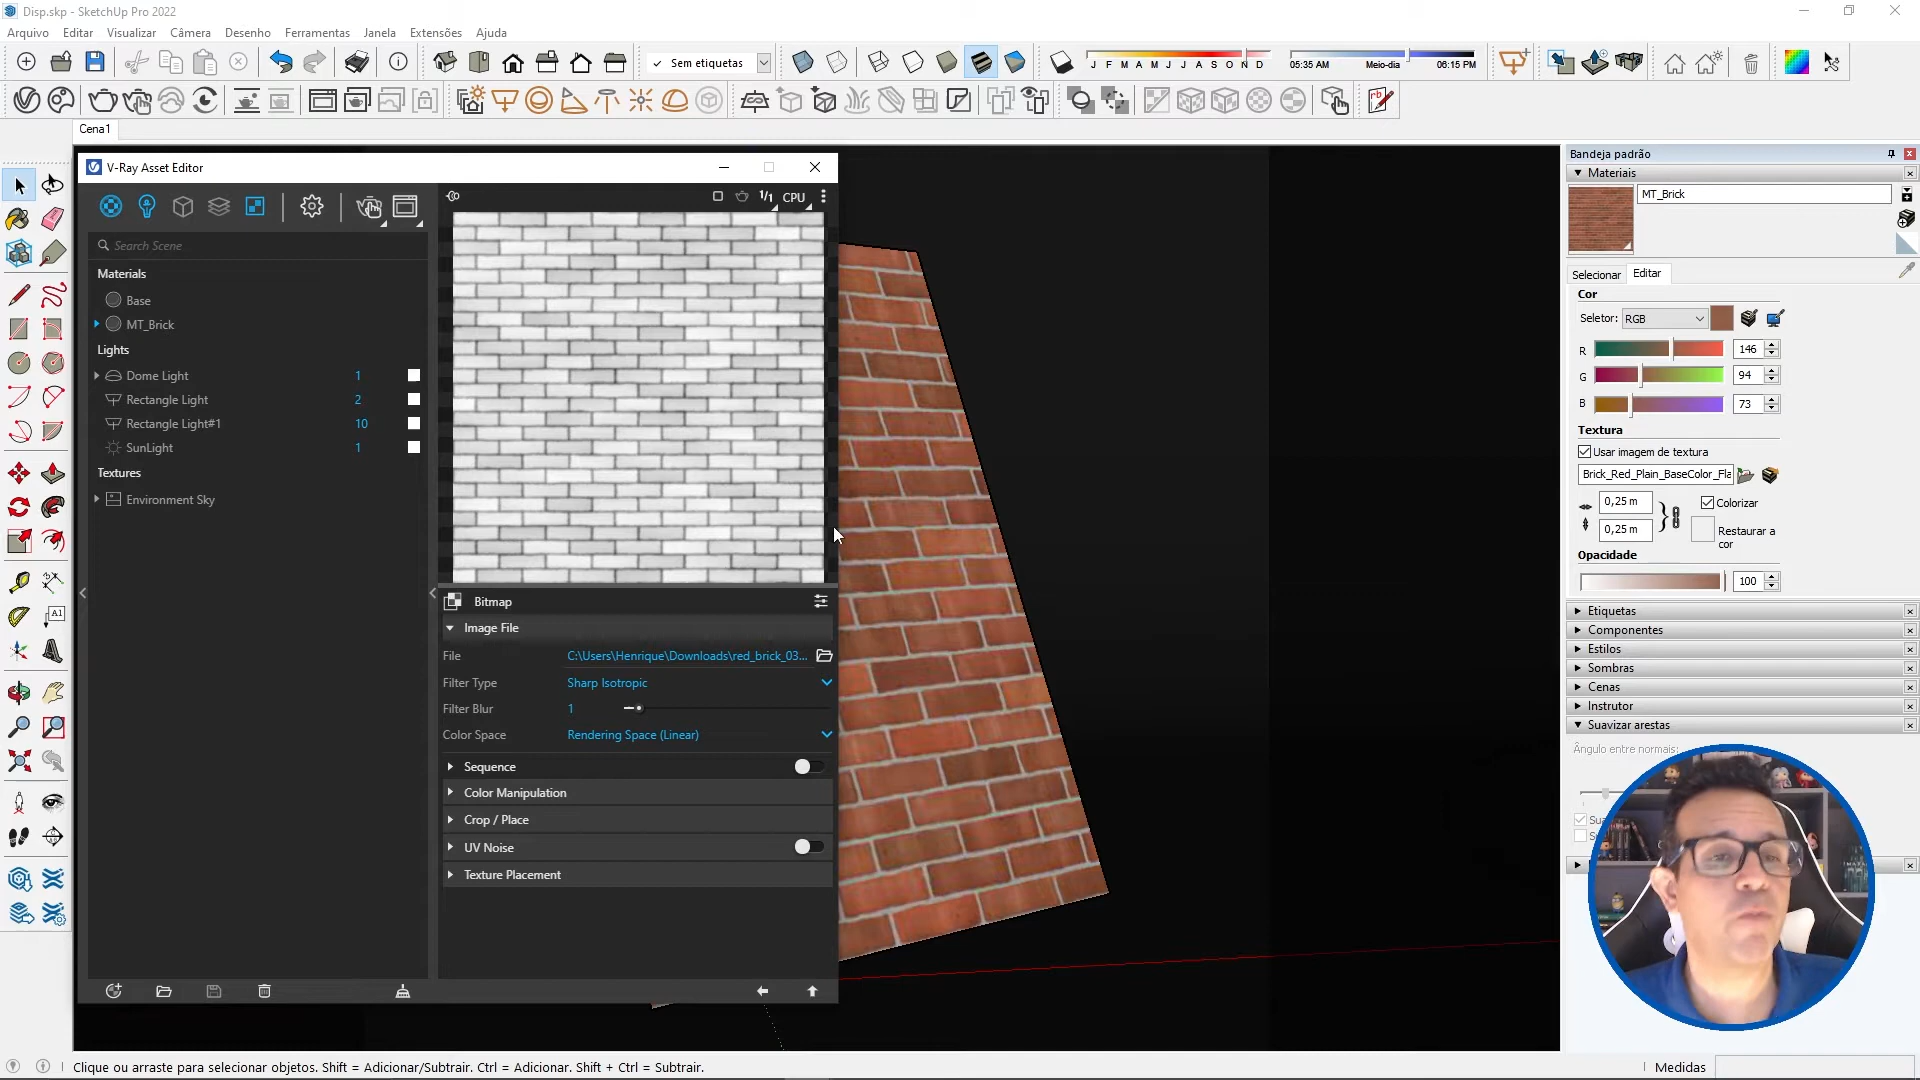 Disp.skp - SketchUp Pro 2022
Arquivo Editar Visualizar Câmera Desenho Ferramentas Janela Extensões Ajuda
Sem etiquetas
J F M A M J J A S O N D
05:35 AM Meio-dia 06:15 PM
Cena1
V-Ray Asset Editor
1/1 CPU
Search Scene
Materials
Base
MT_Brick
Lights
Dome Light 1
Rectangle Light 2
Rectangle Light#1 10
SunLight 1
Textures
Environment Sky
Bitmap
Image File
File C:\Users\Henrique\Downloads\red_brick_03...
Filter Type Sharp Isotropic
Filter Blur 1
Color Space Rendering Space (Linear)
Sequence
Color Manipulation
Crop / Place
UV Noise
Texture Placement
Bandeja padrão
Materiais
MT_Brick
Selecionar Editar
Cor
Seletor: RGB
R 146
G 94
B 73
Textura
Usar imagem de textura
Brick_Red_Plain_BaseColor_Fla
0,25 m Colorizar
0,25 m Restaurar a
cor
Opacidade
100
Etiquetas
Componentes
Estilos
Sombras
Cenas
Instrutor
Suavizar arestas
Ângulo entre normais:
A1
Clique ou arraste para selecionar objetos. Shift = Adicionar/Subtrair. Ctrl = Adicionar. Shift + Ctrl = Subtrair.
Medidas